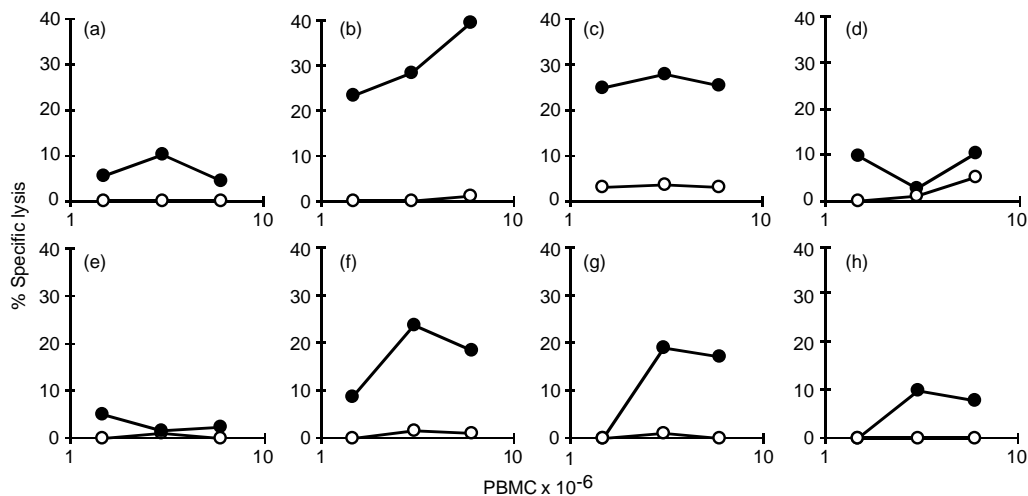 (a) (b) (c) (d)
40 40 40 40
30 30 30 30
20 20 20 20
10 10 10 10
0 0 0 0
1 10 1 10 1 10 1 10
% Specific lysis
(e) (f) (g) (h)
40 40 40 40
30 30 30 30
20 20 20 20
10 10 10 10
0 0 0 0
1 10 1 10 1 10 1 10
PBMC x 10-6